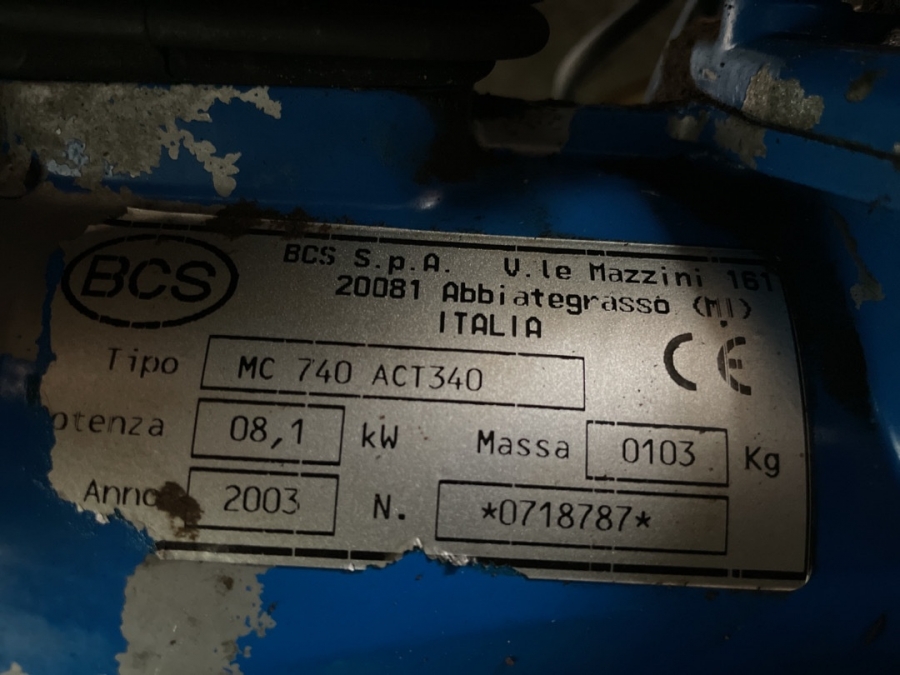 BCS
BCS S.p.A. V.le Mazzini 161
20081 Abbiategrasso (MI)
ITALIA
CE
Tipo MC 740 ACT340
otenza 08,1 kW Massa 0103 Kg
Anno 2003 N. *0718787*